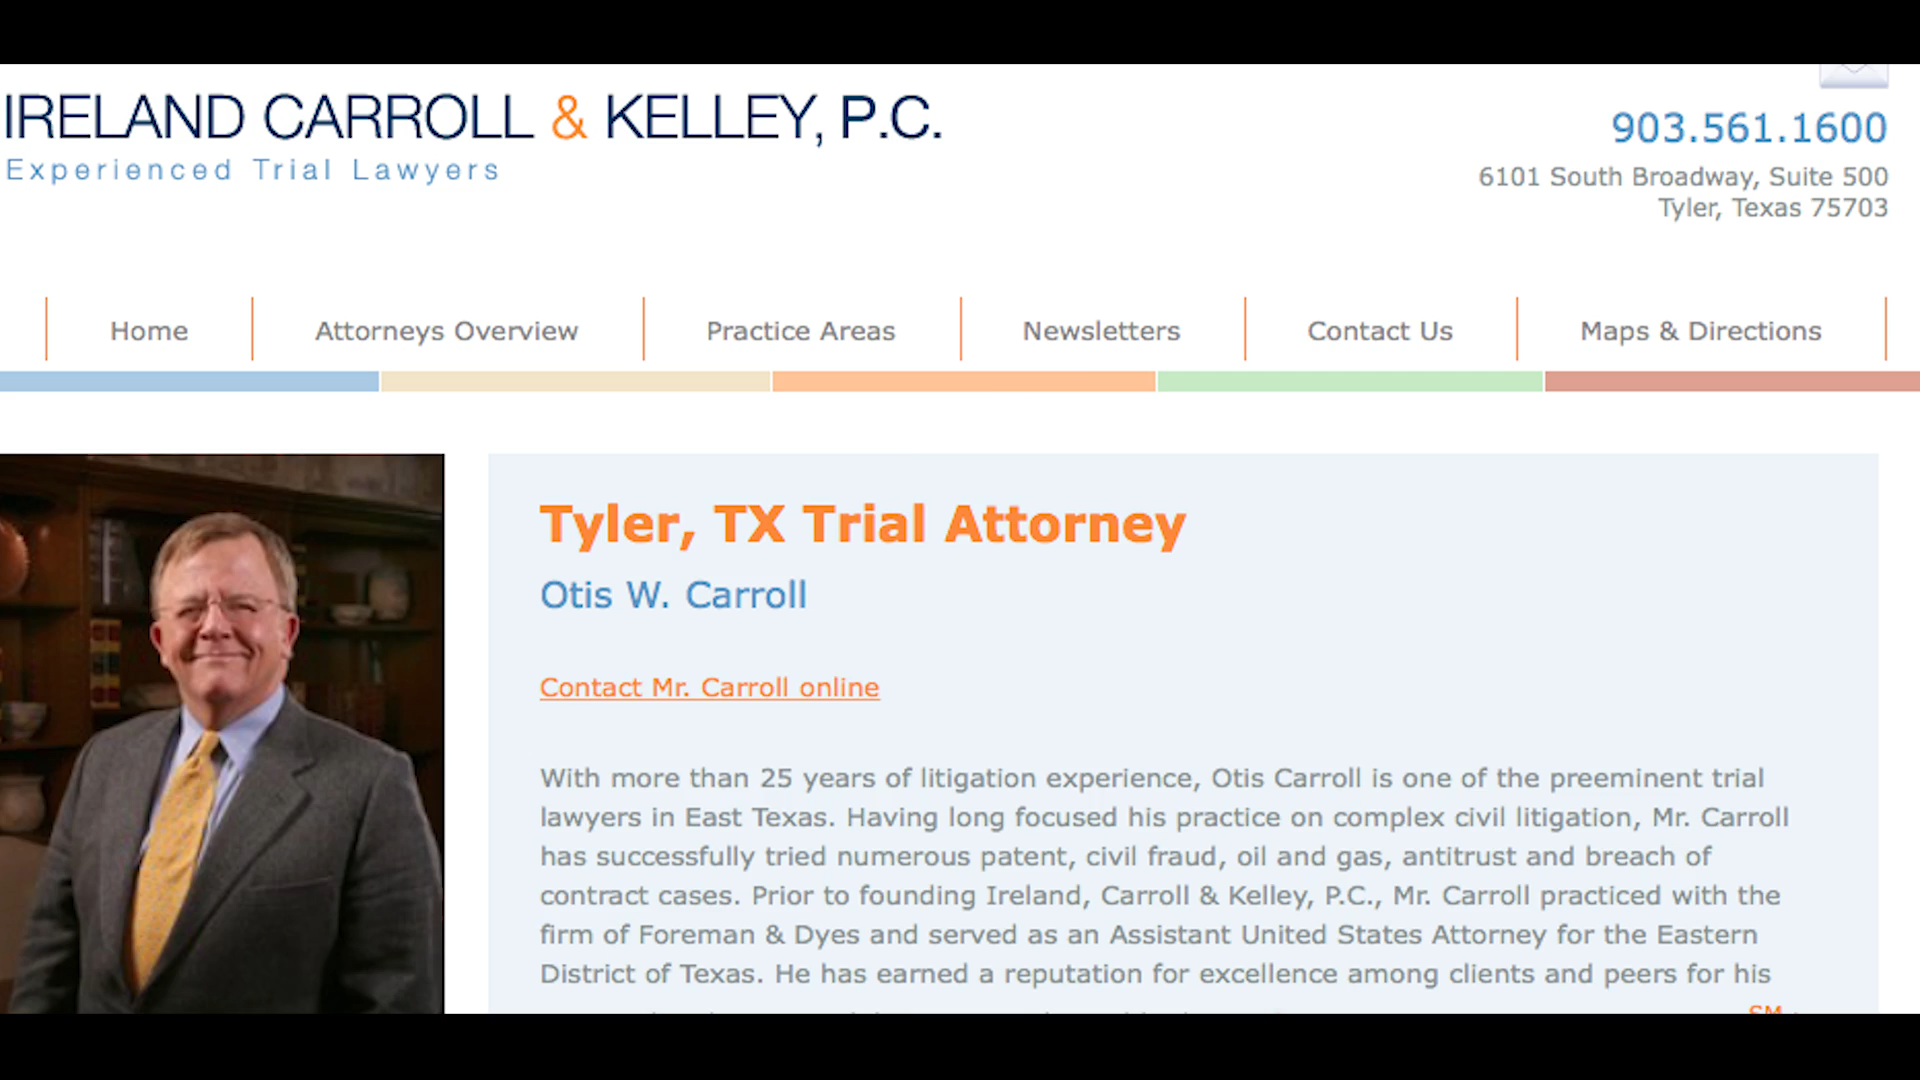 IRELAND CARROLL & KELLEY, P.C.
Experienced Trial Lawyers
903.561.1600
6101 South Broadway, Suite 500
Tyler, Texas 75703
Home
Attorneys Overview
Practice Areas
Newsletters
Contact Us
Maps & Directions
Tyler, TX Trial Attorney
Otis W. Carroll
Contact Mr. Carroll online
With more than 25 years of litigation experience, Otis Carroll is one of the preeminent trial
lawyers in East Texas. Having long focused his practice on complex civil litigation, Mr. Carroll
has successfully tried numerous patent, civil fraud, oil and gas, antitrust and breach of
contract cases. Prior to founding Ireland, Carroll & Kelley, P.C., Mr. Carroll practiced with the
firm of Foreman & Dyes and served as an Assistant United States Attorney for the Eastern
District of Texas. He has earned a reputation for excellence among clients and peers for his
SM